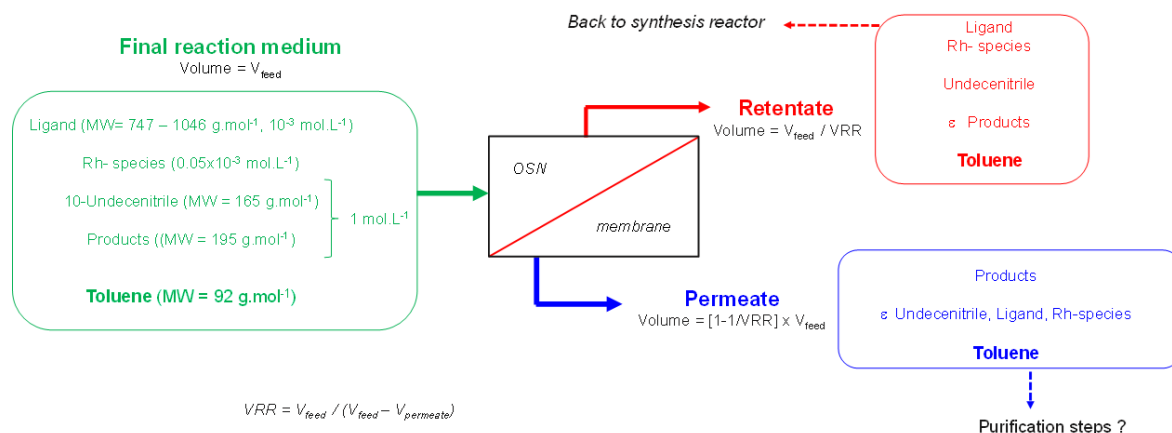 Final reaction medium
Volume = Vfeed
Ligand (MW= 747 – 1046 g.mol-1, 10-3 mol.L-1)
Rh- species (0.05x10-3 mol.L-1)
10-Undecenitrile (MW = 165 g.mol-1)
1 mol.L-1
Products ((MW = 195 g.mol-1)
Toluene (MW = 92 g.mol-1)
OSN
membrane
Back to synthesis reactor
Retentate
Volume = Vfeed / VRR
Ligand
Rh- species
Undecenitrile
ε Products
Toluene
Permeate
Volume = [1-1/VRR] x Vfeed
Products
ε Undecenitrile, Ligand, Rh-species
Toluene
Purification steps ?
VRR = Vfeed / (Vfeed – Vpermeate)